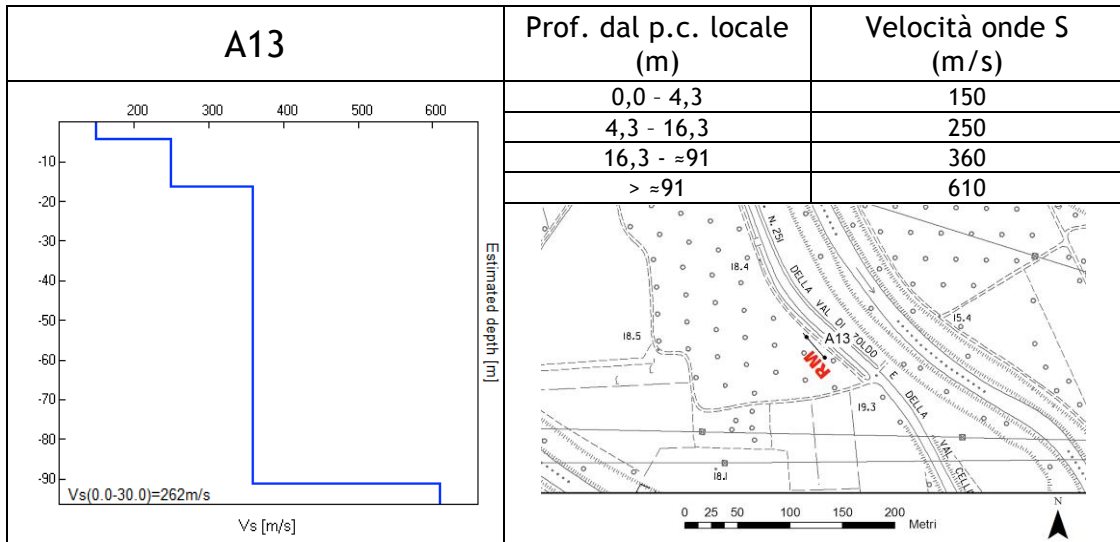 A13
Prof. dal p.c. locale
(m)
Velocità onde S
(m/s)
0,0 – 4,3
150
4,3 – 16,3
250
16,3 - ≈91
360
> ≈91
610
200
300
400
500
600
-10
-20
-30
-40
-50
-60
-70
-80
-90
Estimated depth [m]
Vs(0.0-30.0)=262m/s
Vs [m/s]
N. 251 DELLA VAL DI ZOLDO E DELLA VAL CELLI
18.4
18.5
15.4
A13
RM
19.3
18.1
0 25 50 100 150 200
Metri
N